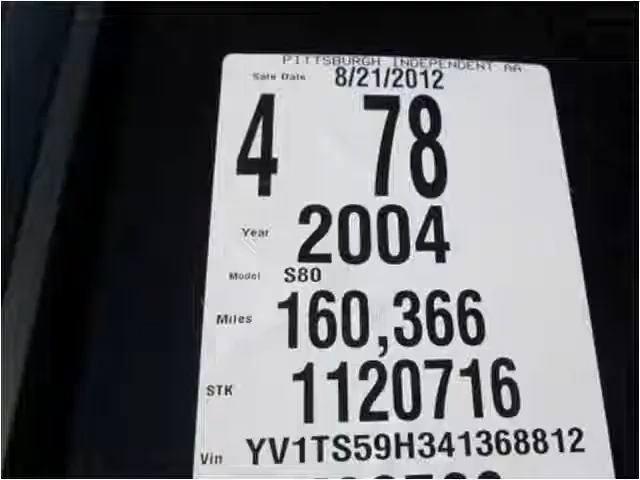 PITTSBURGH INDEPENDENT AA
Sale Date 8/21/2012
4 78
Year 2004
Model S80
Miles 160,366
STK 1120716
Vin YV1TS59H341368812